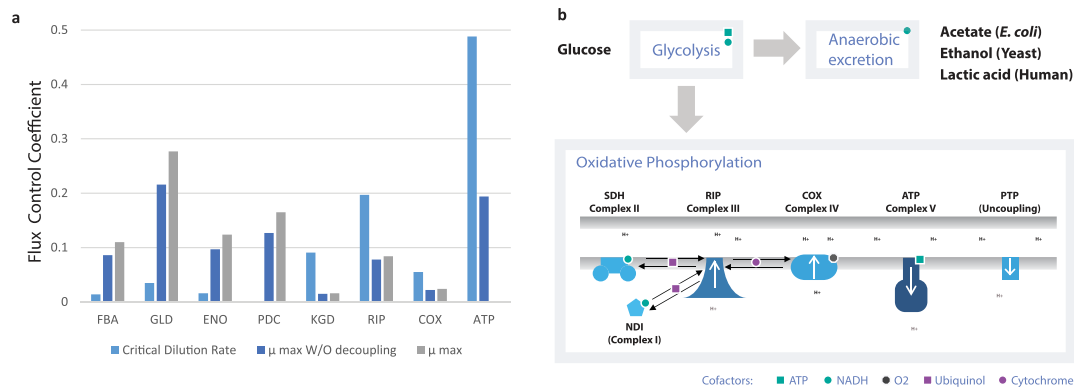 a
Flux Control Coefficient
0.5
0.4
0.3
0.2
0.1
0
FBA GLD ENO PDC KGD RIP COX ATP
Critical Dilution Rate μ max W/O decoupling μ max
b
Glucose
Glycolysis
Anaerobic
excretion
Acetate (E. coli)
Ethanol (Yeast)
Lactic acid (Human)
Oxidative Phosphorylation
SDH
Complex II
RIP
Complex III
COX
Complex IV
ATP
Complex V
PTP
(Uncoupling)
H+ H+ H+ H+ H+ H+ H+ H+ H+
H+
H+
H+
H+
NDI
(Complex I)
Cofactors: ATP NADH O2 Ubiquinol Cytochrome